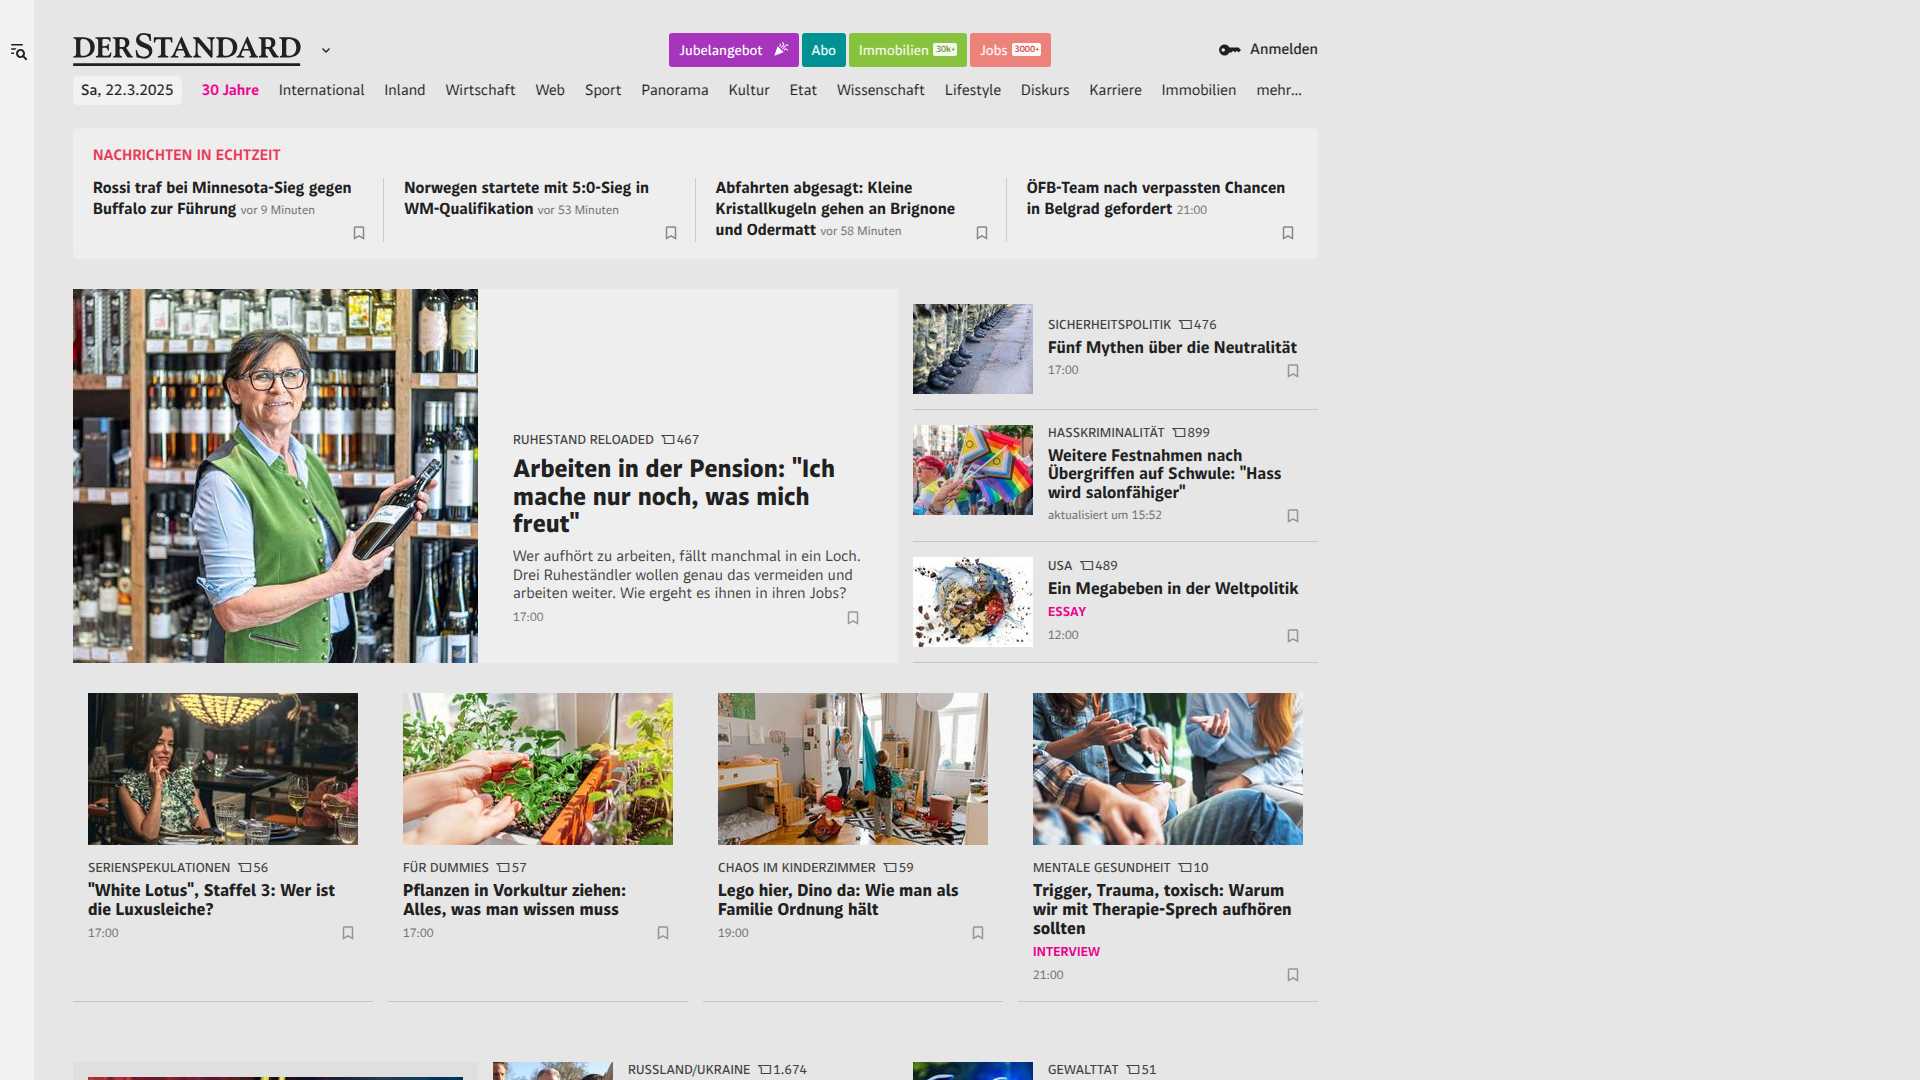 DERSTANDARD
Jubelangebot
Abo
Immobilien 30k+
Jobs 3000+
Anmelden
Sa, 22.3.2025
30 Jahre
International
Inland
Wirtschaft
Web
Sport
Panorama
Kultur
Etat
Wissenschaft
Lifestyle
Diskurs
Karriere
Immobilien
mehr...
NACHRICHTEN IN ECHTZEIT
Rossi traf bei Minnesota-Sieg gegen
Buffalo zur Führung vor 9 Minuten
Norwegen startete mit 5:0-Sieg in
WM-Qualifikation vor 53 Minuten
Abfahrten abgesagt: Kleine
Kristallkugeln gehen an Brignone
und Odermatt vor 58 Minuten
ÖFB-Team nach verpassten Chancen
in Belgrad gefordert 21:00
RUHESTAND RELOADED 467
Arbeiten in der Pension: "Ich
mache nur noch, was mich
freut"
Wer aufhört zu arbeiten, fällt manchmal in ein Loch.
Drei Ruheständler wollen genau das vermeiden und
arbeiten weiter. Wie ergeht es ihnen in ihren Jobs?
17:00
SICHERHEITSPOLITIK 476
Fünf Mythen über die Neutralität
17:00
HASSKRIMINALITÄT 899
Weitere Festnahmen nach
Übergriffen auf Schwule: "Hass
wird salonfähiger"
aktualisiert um 15:52
USA 489
Ein Megabeben in der Weltpolitik
ESSAY
12:00
SERIENSPEKULATIONEN 56
"White Lotus", Staffel 3: Wer ist
die Luxusleiche?
17:00
FÜR DUMMIES 57
Pflanzen in Vorkultur ziehen:
Alles, was man wissen muss
17:00
CHAOS IM KINDERZIMMER 59
Lego hier, Dino da: Wie man als
Familie Ordnung hält
19:00
MENTALE GESUNDHEIT 10
Trigger, Trauma, toxisch: Warum
wir mit Therapie-Sprech aufhören
sollten
INTERVIEW
21:00
RUSSLAND/UKRAINE 1.674
GEWALTTAT 51